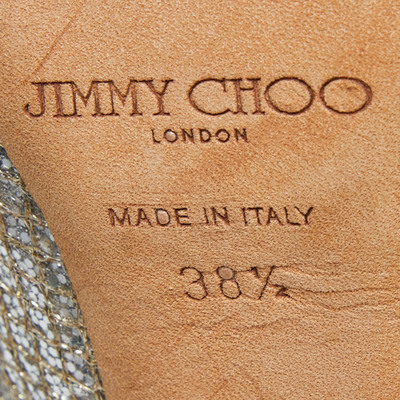 JIMMY CHOO
LONDON
MADE IN ITALY
38½